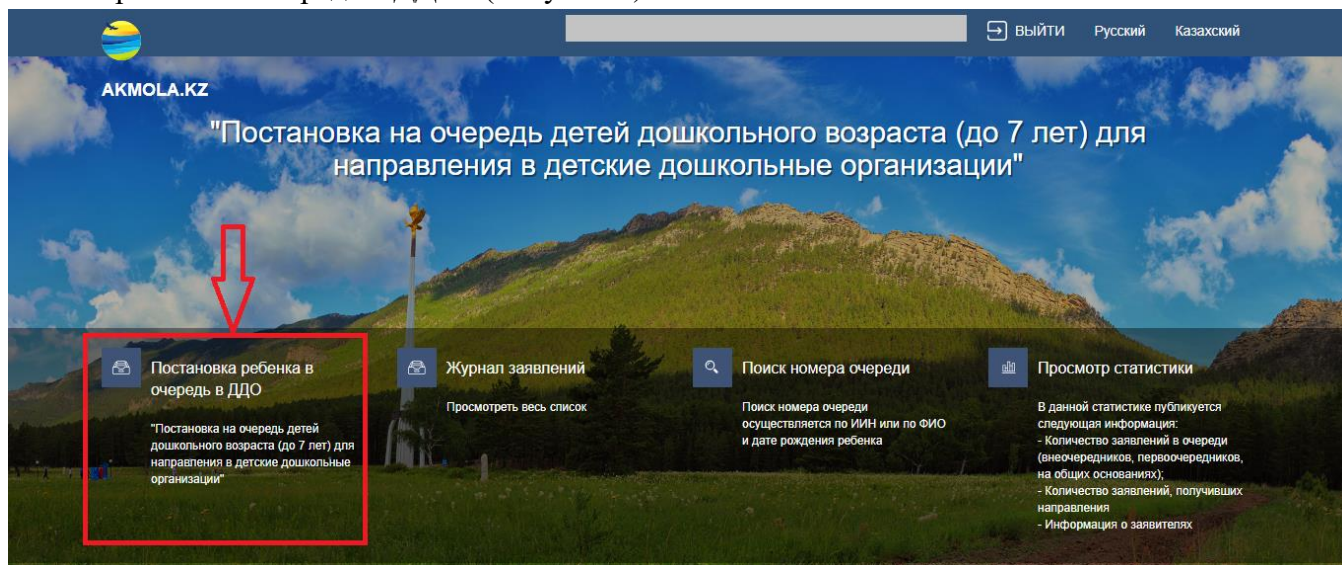 ВЫЙТИ Русский Казахский
AKMOLA.KZ
"Постановка на очередь детей дошкольного возраста (до 7 лет) для
направления в детские дошкольные организации"
Постановка ребенка в
очередь в ДДО
"Постановка на очередь детей
дошкольного возраста (до 7 лет) для
направления в детские дошкольные
организации"
Журнал заявлений
Просмотреть весь список
Поиск номера очереди
Поиск номера очереди
осуществляется по ИИН или по ФИО
и дате рождения ребенка
Просмотр статистики
В данной статистике публикуется
следующая информация:
- Количество заявлений в очереди
(внеочередников, первоочередников,
на общих основаниях);
- Количество заявлений, получивших
направления
- Информация о заявителях